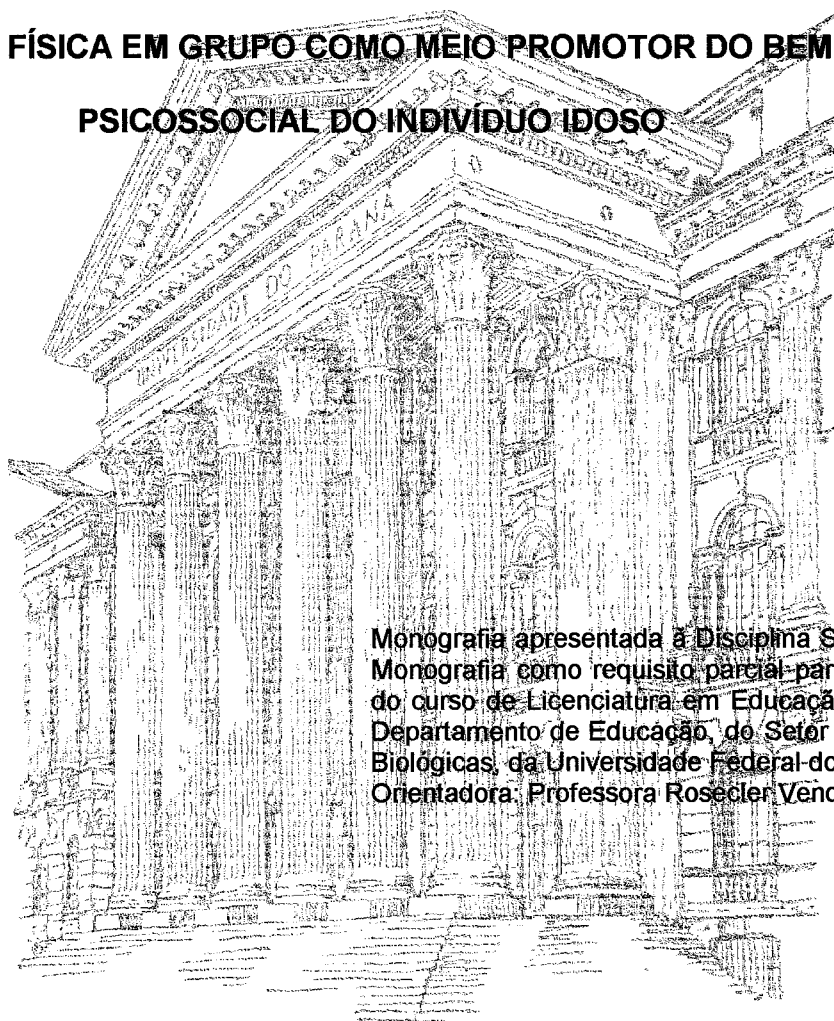 FÍSICA EM GRUPO COMO MEIO PROMOTOR DO BEM
PSICOSSOCIAL DO INDIVÍDUO IDOSO
UNIVERSIDADE DO PARANÁ
Monografia apresentada à Disciplina S
Monografia como requisito parcial par
do curso de Licenciatura em Educaçã
Departamento de Educação, do Setor
Biológicas, da Universidade Federal do
Orientadora: Professora Rosecler Vend